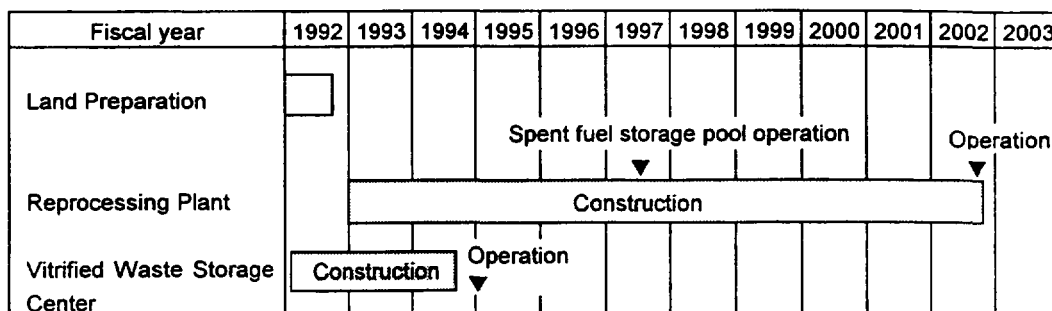 Fiscal year 1992 1993 1994 1995 1996 1997 1998 1999 2000 2001 2002 2003
Land Preparation
Spent fuel storage pool operation
Operation
Reprocessing Plant
Construction
Vitrified Waste Storage
Center
Construction
Operation